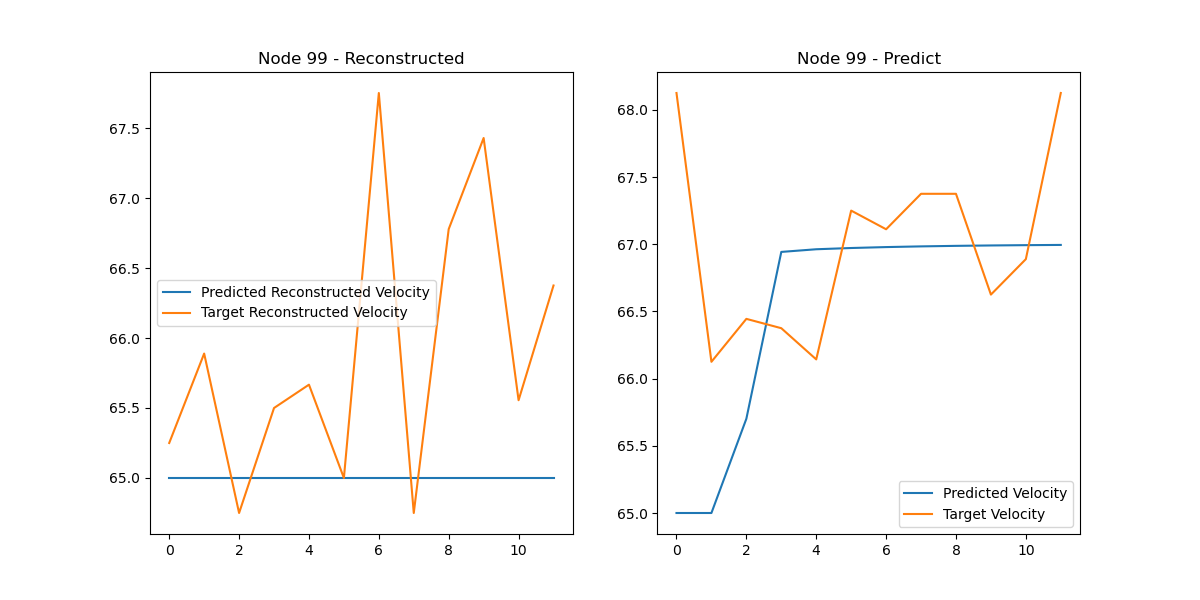 Node 99 - Reconstructed
67.5
67.0
66.5
66.0
65.5
65.0
Predicted Reconstructed Velocity
Target Reconstructed Velocity
0 2 4 6 8 10
Node 99 - Predict
68.0
67.5
67.0
66.5
66.0
65.5
65.0
Predicted Velocity
Target Velocity
0 2 4 6 8 10